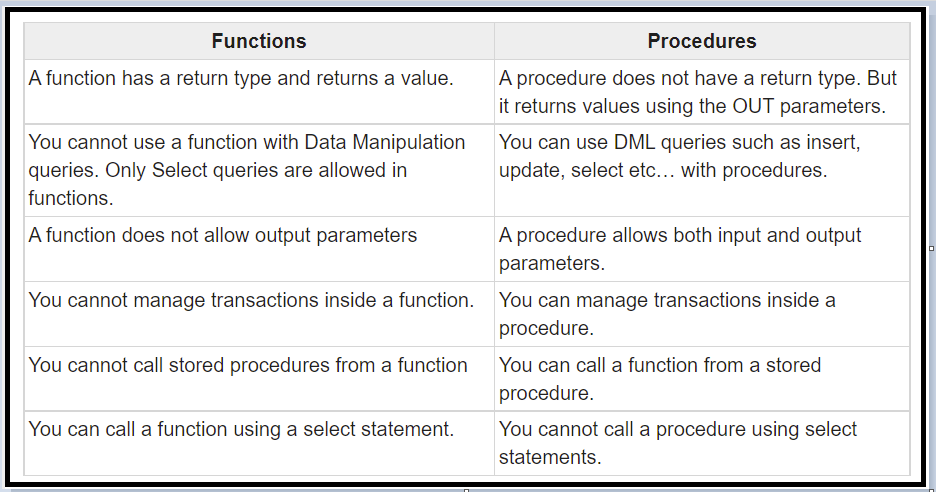 Functions
Procedures
A function has a return type and returns a value.
A procedure does not have a return type. But
it returns values using the OUT parameters.
You cannot use a function with Data Manipulation
queries. Only Select queries are allowed in
functions.
You can use DML queries such as insert,
update, select etc… with procedures.
A function does not allow output parameters
A procedure allows both input and output
parameters.
You cannot manage transactions inside a function.
You can manage transactions inside a
procedure.
You cannot call stored procedures from a function
You can call a function from a stored
procedure.
You can call a function using a select statement.
You cannot call a procedure using select
statements.